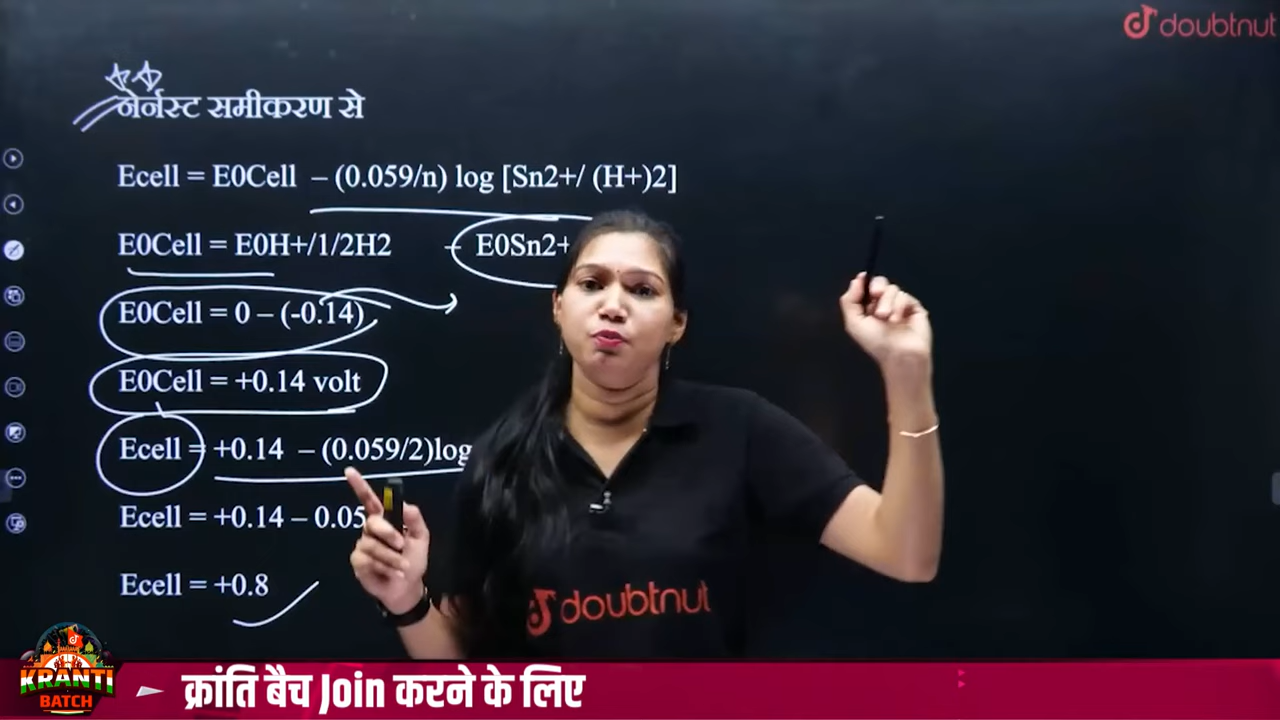 doubtnut
नेर्नस्ट समीकरण से
Ecell = E0Cell – (0.059/n) log [Sn2+/ (H+)2]
E0Cell = E0H+/1/2H2 – E0Sn2+
E0Cell = 0 – (-0.14)
E0Cell = +0.14 volt
Ecell = +0.14 – (0.059/2)log
Ecell = +0.14 – 0.05
Ecell = +0.8
doubtnut
KRANTI
BATCH
क्रांति बैच Join करने के लिए